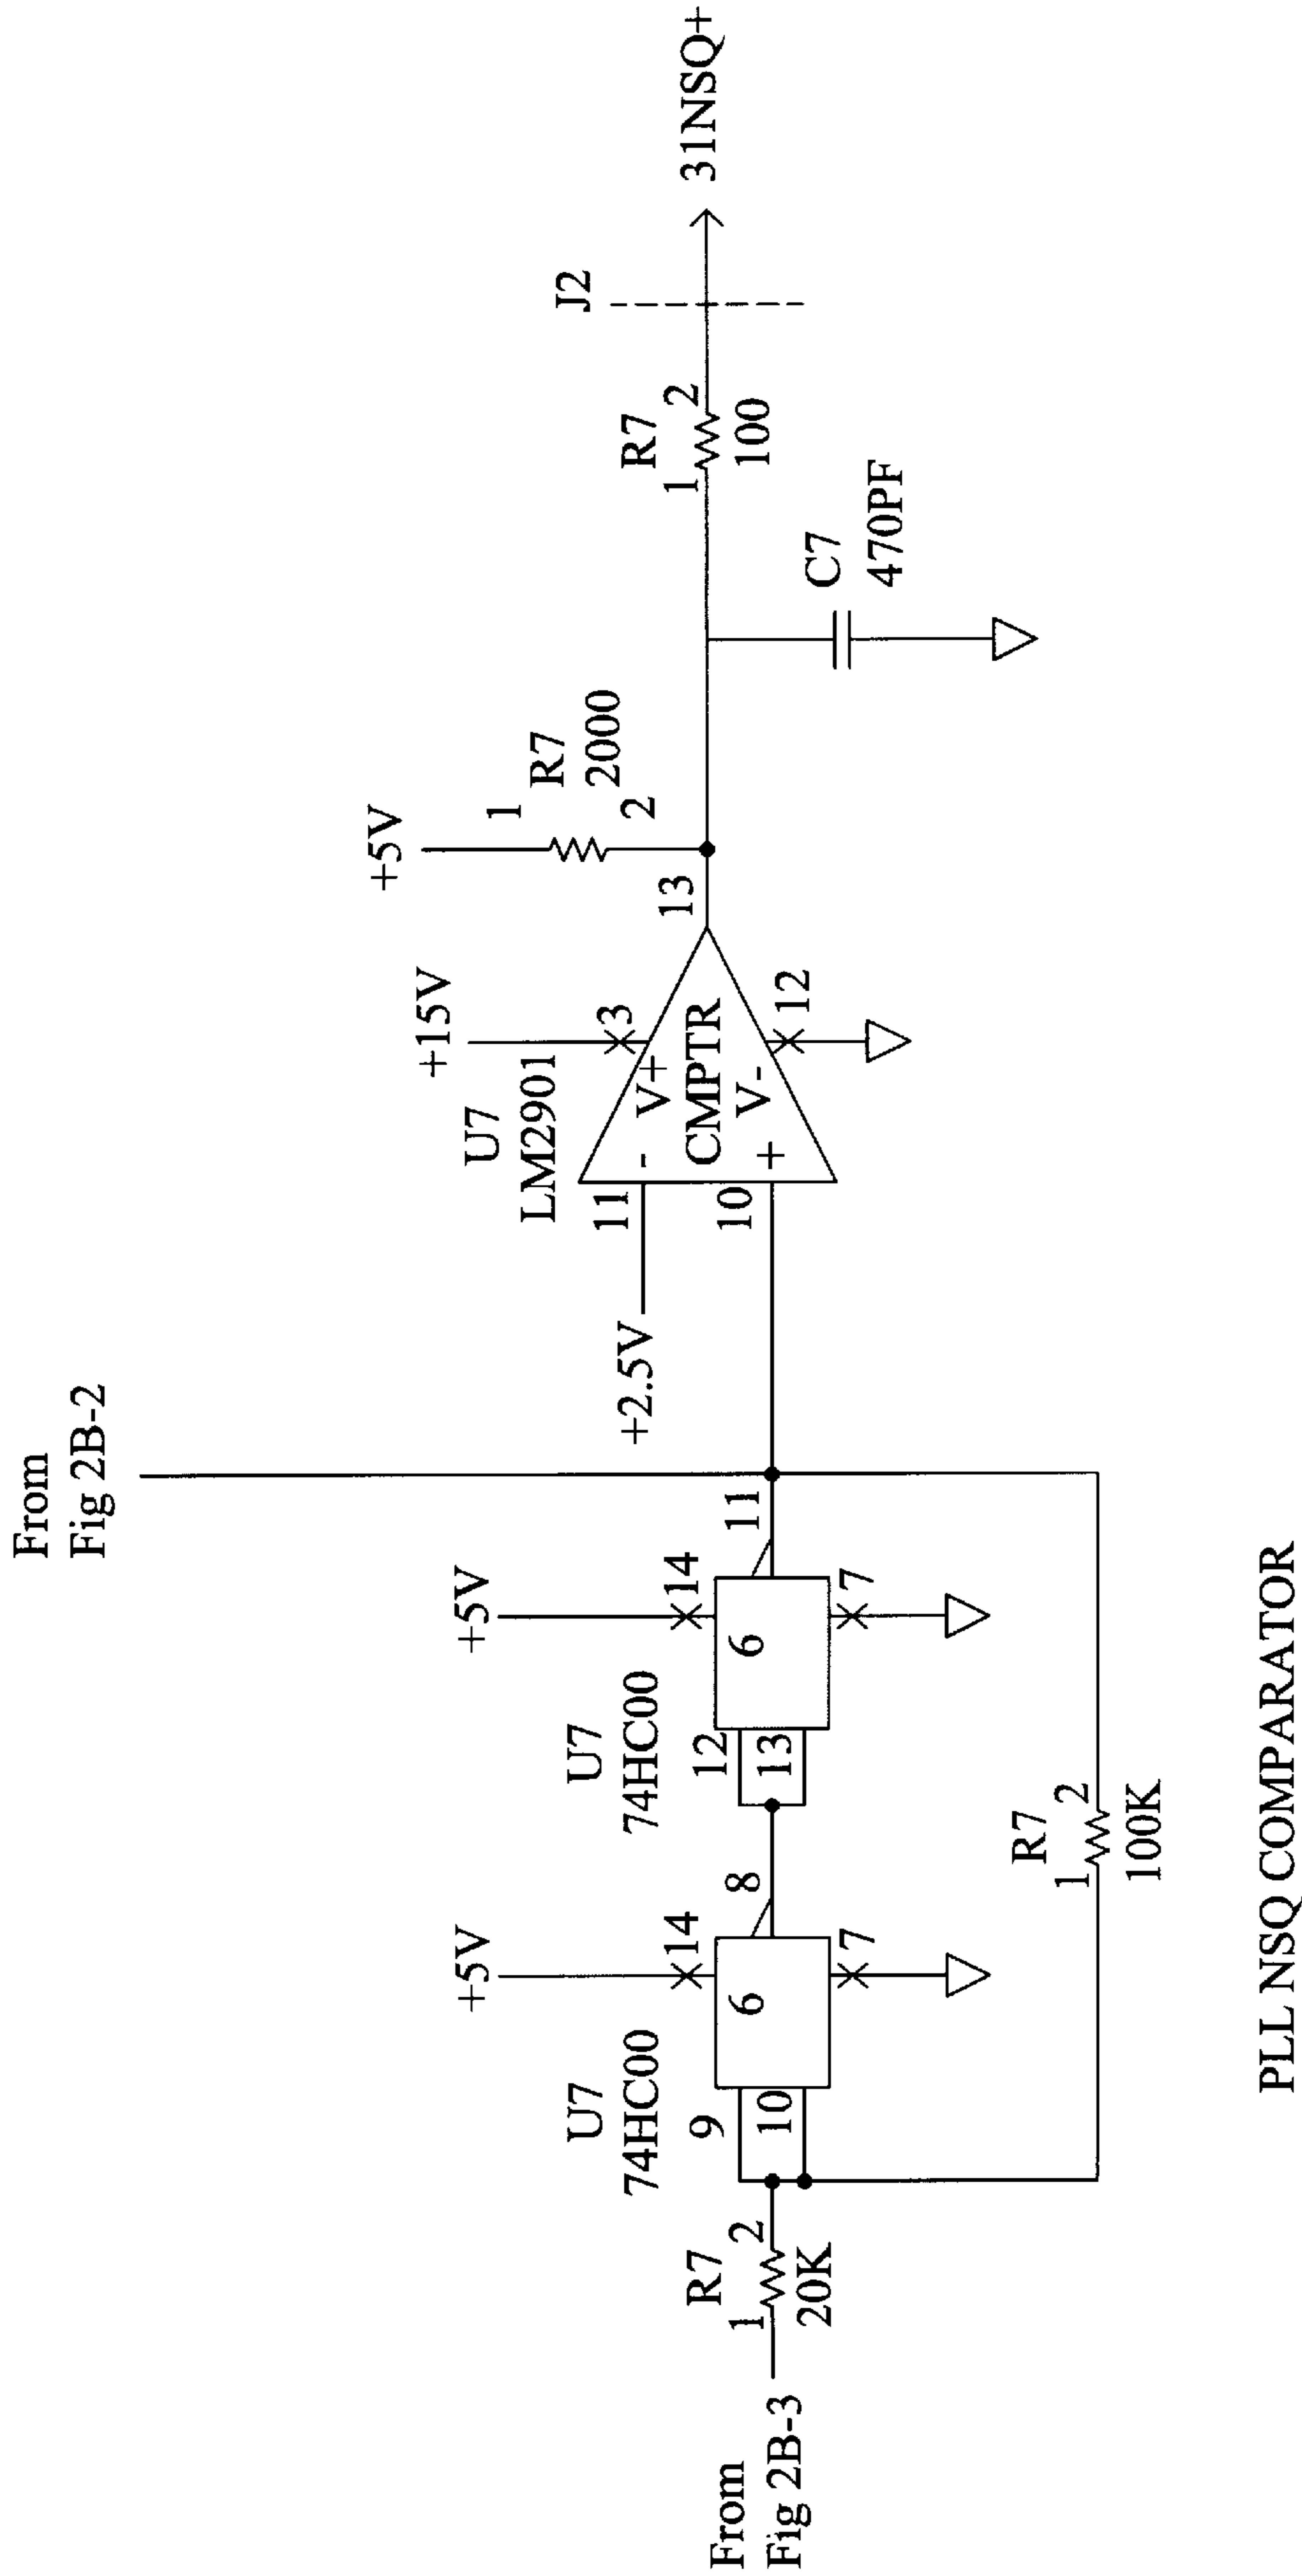 From
Fig 2B-3
1
R7
2
20K
9
10
U7
74HC00
6
+5V
14
7
8
12
13
U7
74HC00
6
+5V
14
7
11
R7
1
2
100K
From
Fig 2B-2
+2.5V
11
10
U7
LM2901
-
V+
CMPTR
V-
+
+15V
3
12
13
+5V
1
R7
2000
2
C7
470PF
R7
1
2
100
J2
31NSQ+
PLL NSQ COMPARATOR